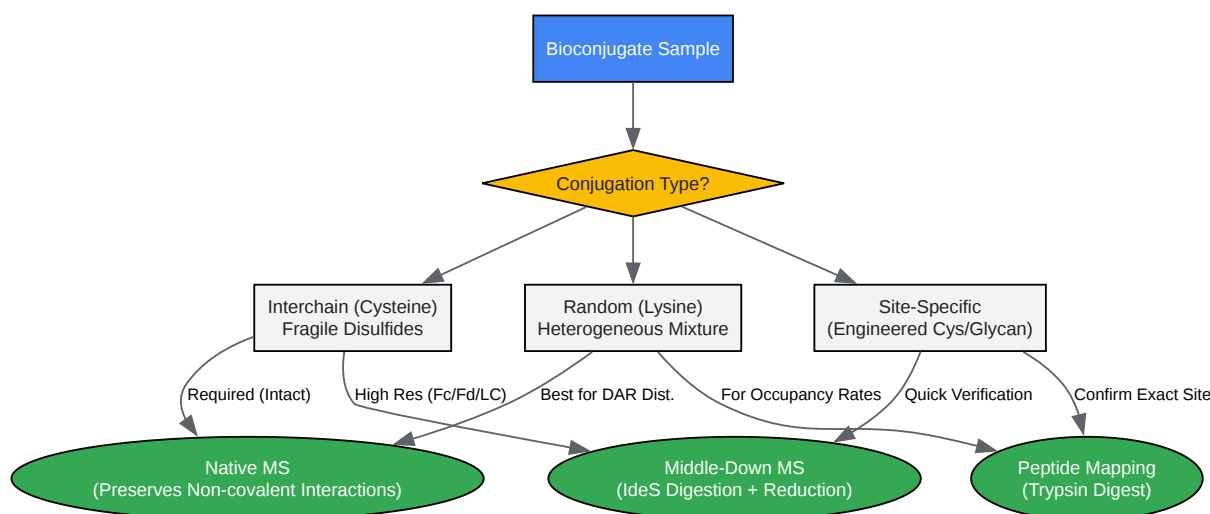 Bioconjugate Sample
Conjugation Type?
Interchain (Cysteine)
Fragile Disulfides
Random (Lysine)
Heterogeneous Mixture
Site-Specific
(Engineered Cys/Glycan)
Required (Intact)
High Res (Fc/Fd/LC)
Best for DAR Dist.
For Occupancy Rates
Quick Verification
Confirm Exact Site
Native MS
(Preserves Non-covalent Interactions)
Middle-Down MS
(IdeS Digestion + Reduction)
Peptide Mapping
(Trypsin Digest)